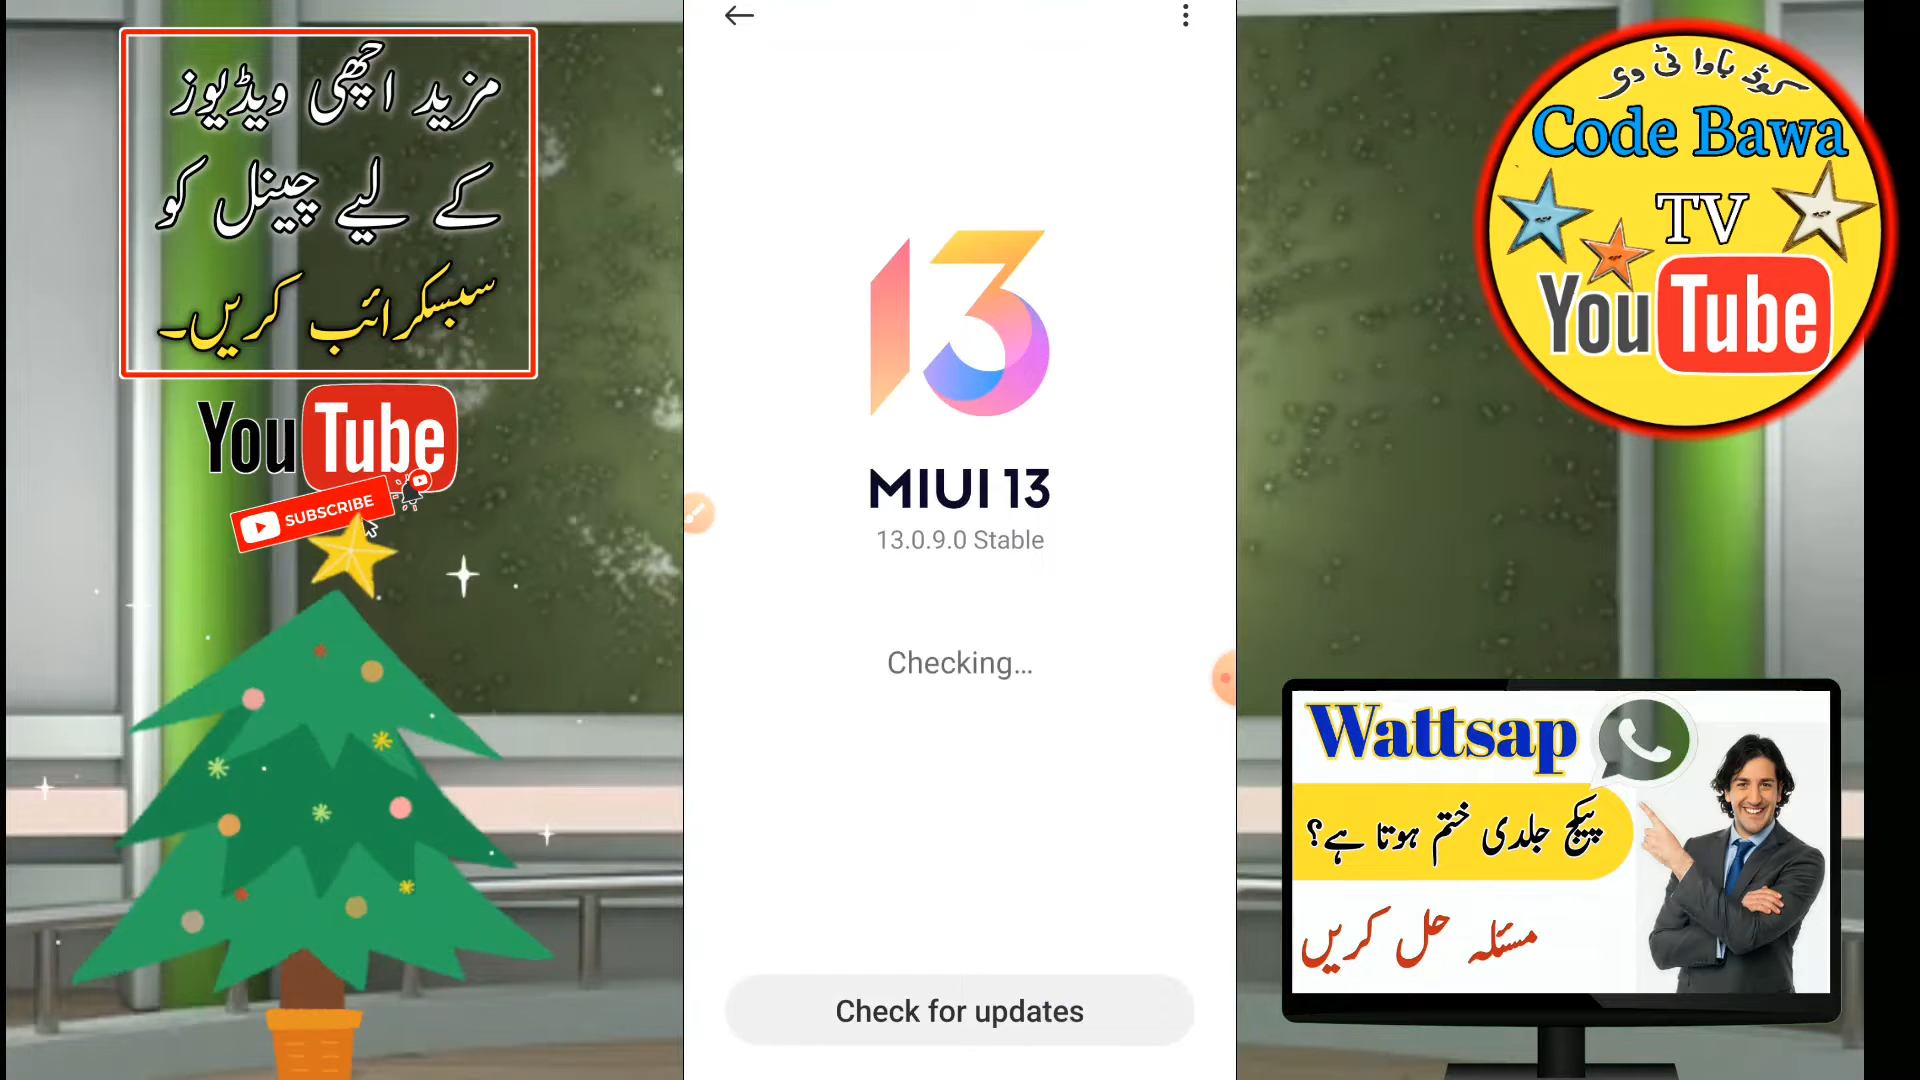 مزید اچھی ویڈیوز
کے لیے چینل کو
سبسکرائب کریں۔
YouTube
SUBSCRIBE
MIUI 13
13.0.9.0 Stable
Checking...
Check for updates
کوڈ باوا ٹی وی
Code Bawa
TV
YouTube
Wattsap
پیکج جلدی ختم ہوتا ہے؟
مسئلہ حل کریں